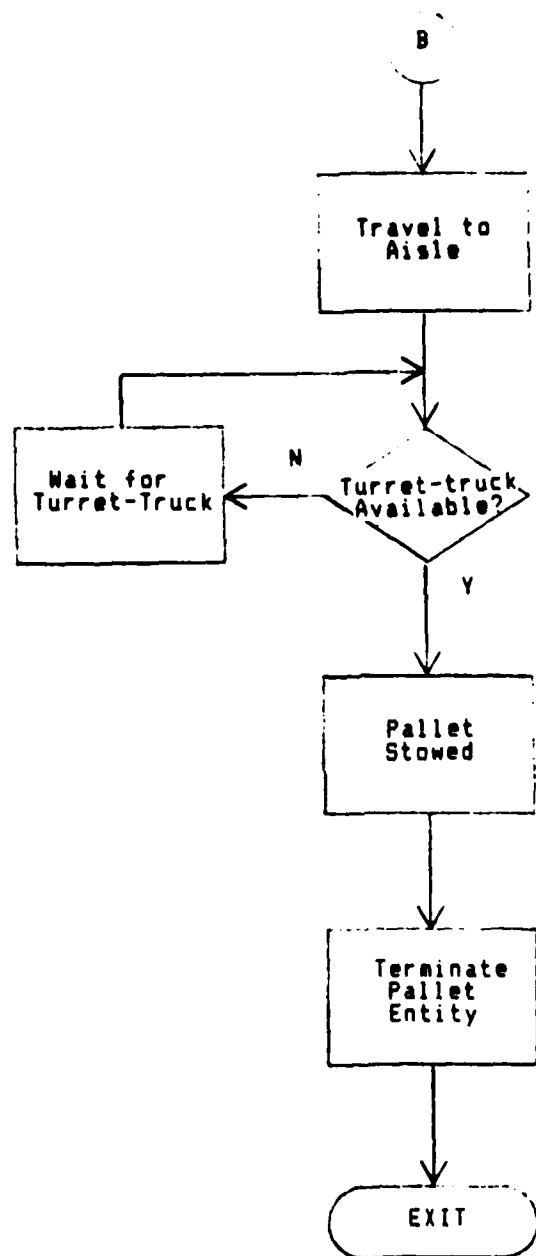 B
Travel to
Aisle
Wait for
Turret-Truck
N
Turret-truck
Available?
Y
Pallet
Stowed
Terminate
Pallet
Entity
EXIT